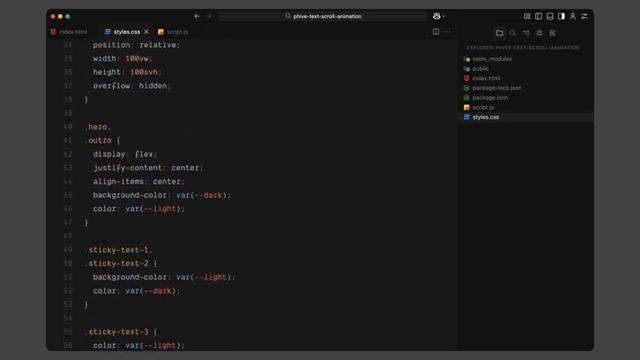 phive-text-scroll-animation
index.html
styles.css
script.js
34 position: relative;
35 width: 100vw;
36 height: 100svh;
37 overflow: hidden;
38 }
39
40 .hero,
41 .outro {
42 display: flex;
43 justify-content: center;
44 align-items: center;
45 background-color: var(--dark);
46 color: var(--light);
47 }
48
49 .sticky-text-1,
50 .sticky-text-2 {
51 background-color: var(--light);
52 color: var(--dark);
53 }
54
55 .sticky-text-3 {
56 color: var(--light);
EXPLORER: PHIVE-TEXT-SCROLL-ANIMATION
node_modules
public
index.html
package-lock.json
package.json
script.js
styles.css